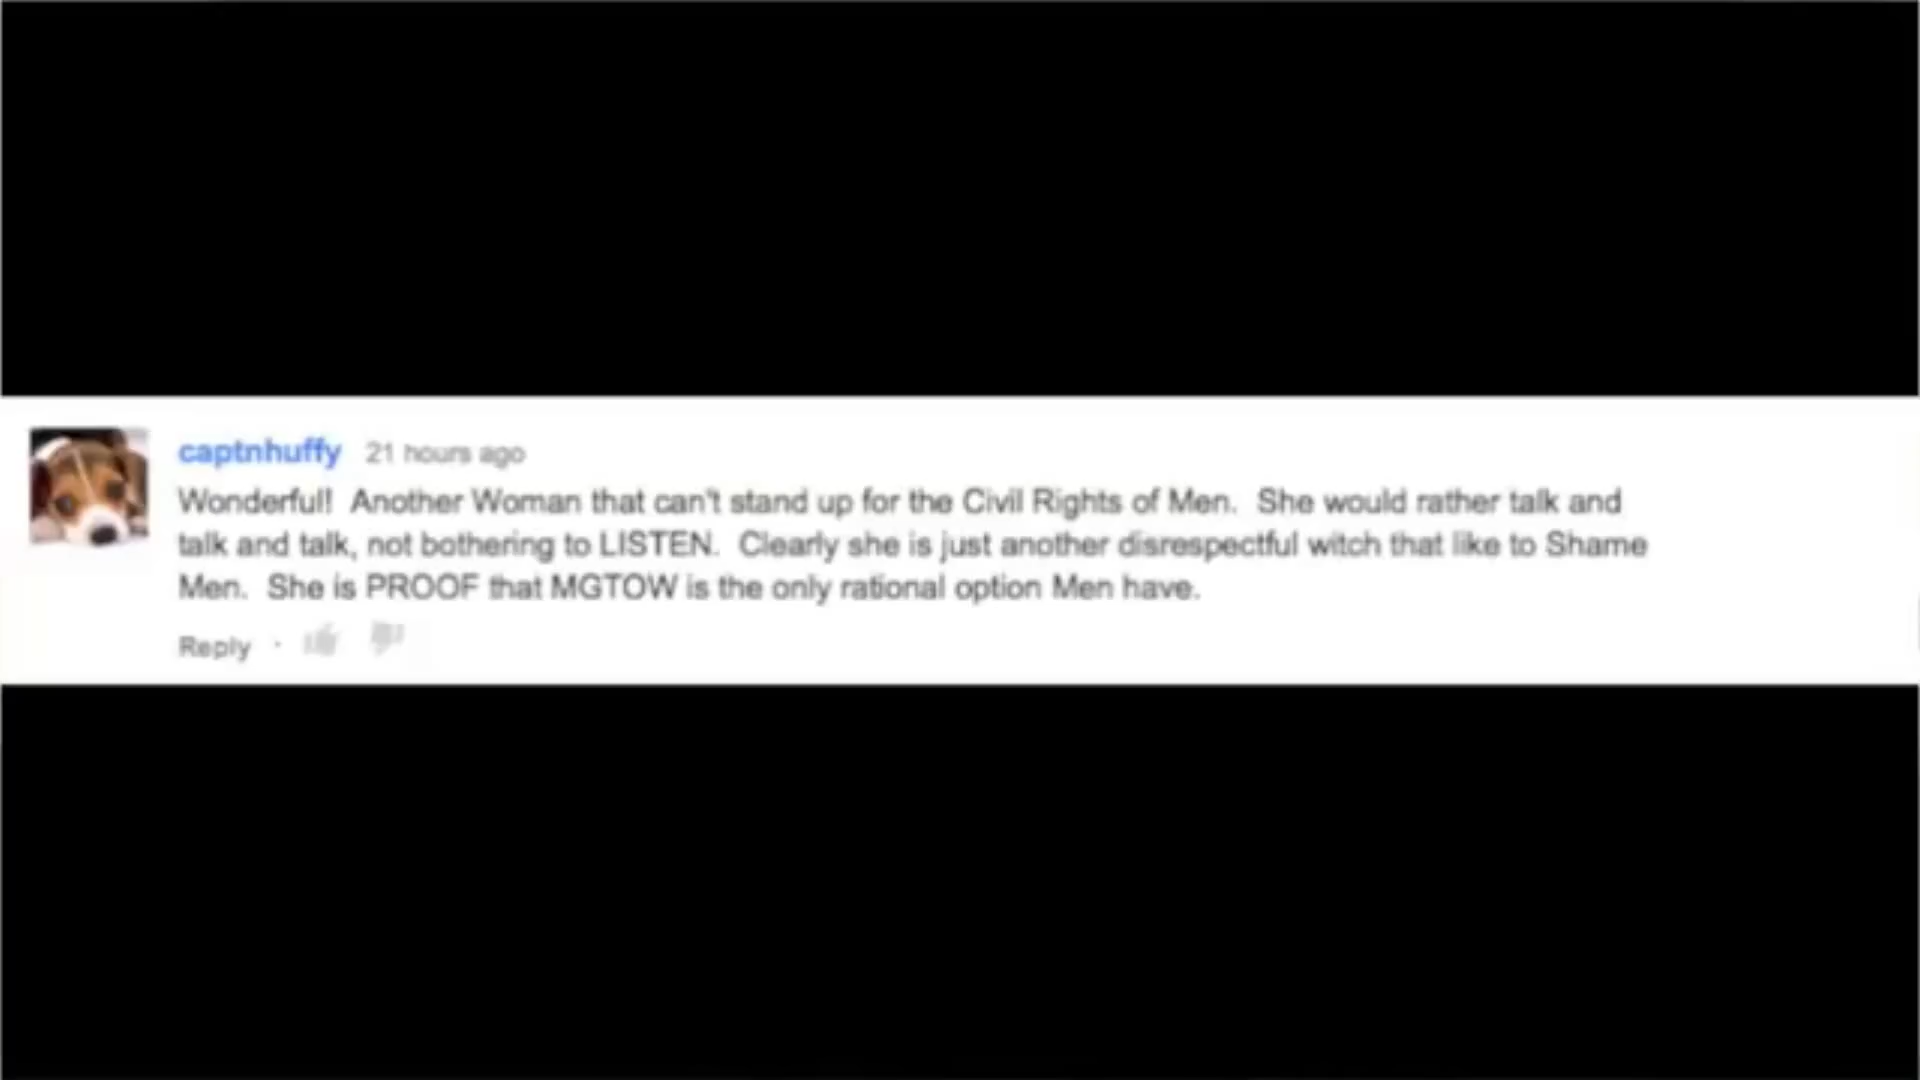 captnhuffy 21 hours ago
Wonderful! Another Woman that can't stand up for the Civil Rights of Men. She would rather talk and
talk and talk, not bothering to LISTEN. Clearly she is just another disrespectful witch that like to Shame
Men. She is PROOF that MGTOW is the only rational option Men have.
Reply ·